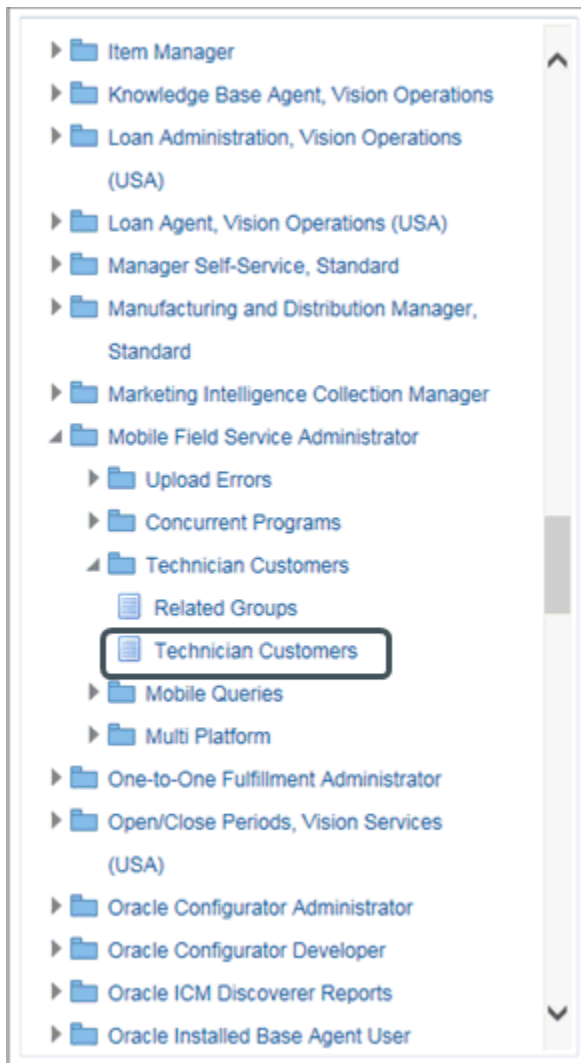 Item Manager
Knowledge Base Agent, Vision Operations
Loan Administration, Vision Operations
(USA)
Loan Agent, Vision Operations (USA)
Manager Self-Service, Standard
Manufacturing and Distribution Manager,
Standard
Marketing Intelligence Collection Manager
Mobile Field Service Administrator
Upload Errors
Concurrent Programs
Technician Customers
Related Groups
Technician Customers
Mobile Queries
Multi Platform
One-to-One Fulfillment Administrator
Open/Close Periods, Vision Services
(USA)
Oracle Configurator Administrator
Oracle Configurator Developer
Oracle ICM Discoverer Reports
Oracle Installed Base Agent User